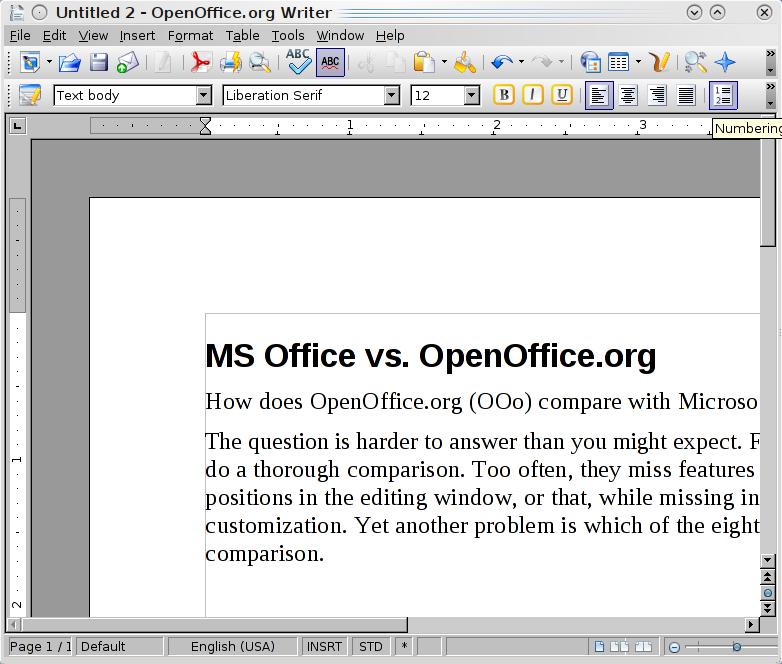 Untitled 2 - OpenOffice.org Writer
File Edit View Insert Format Table Tools Window Help
ABC ABC
Text body Liberation Serif 12 B I U
1 2 3
Numbering
MS Office vs. OpenOffice.org
How does OpenOffice.org (OOo) compare with Microso
The question is harder to answer than you might expect. F
do a thorough comparison. Too often, they miss features
positions in the editing window, or that, while missing in
customization. Yet another problem is which of the eight
comparison.
1
2
Page 1 / 1 Default English (USA) INSRT STD *